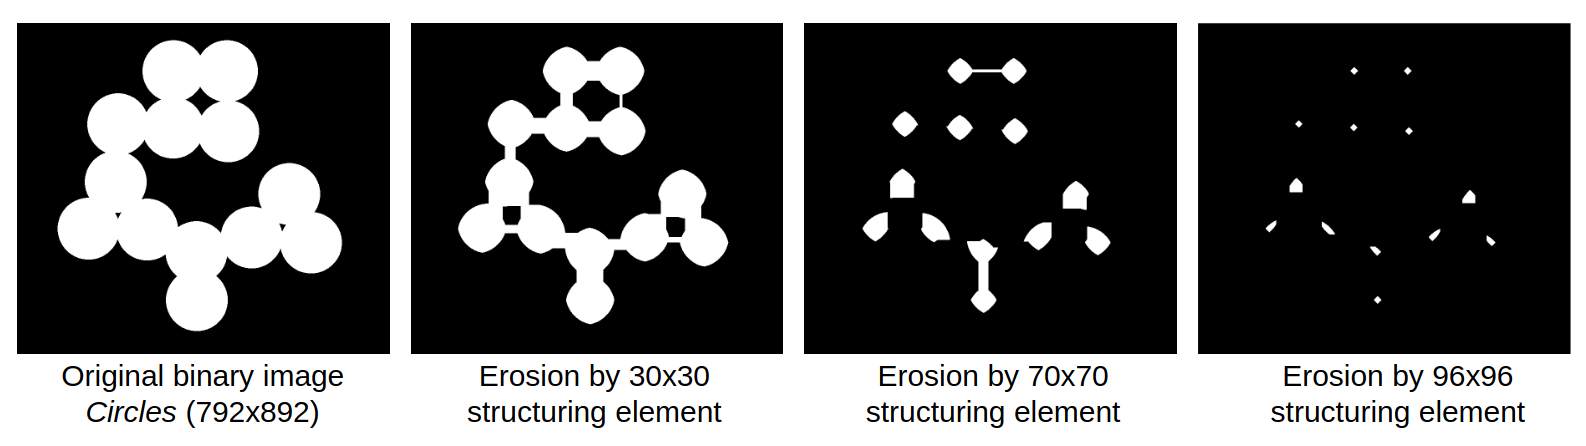 Original binary image
Circles (792x892)
Erosion by 30x30
structuring element
Erosion by 70x70
structuring element
Erosion by 96x96
structuring element